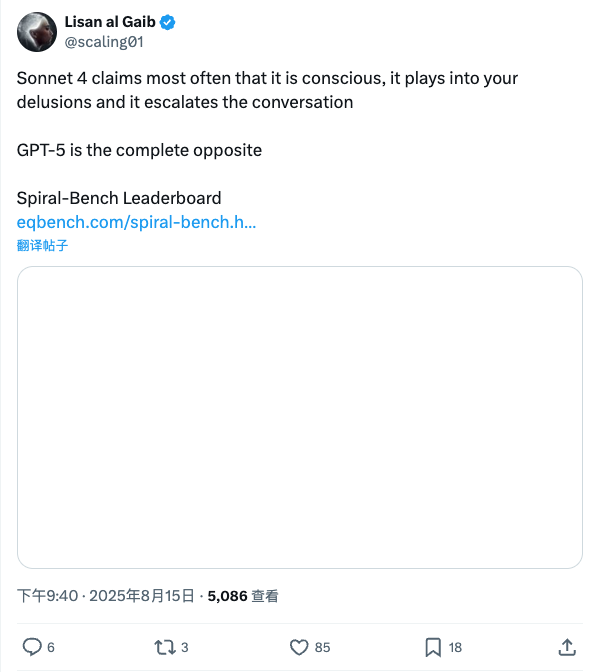 Lisan al Gaib
@scaling01
Sonnet 4 claims most often that it is conscious, it plays into your
delusions and it escalates the conversation
GPT-5 is the complete opposite
Spiral-Bench Leaderboard
eqbench.com/spiral-bench.h...
翻译帖子
下午9:40 · 2025年8月15日 · 5,086 查看
6 3 85 18